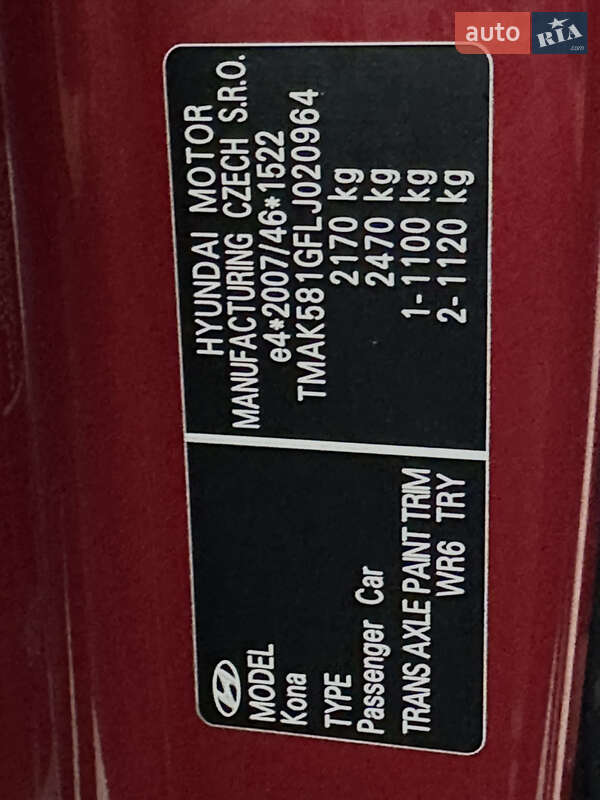 auto RIA.com
HYUNDAI MOTOR
MANUFACTURING CZECH S.R.O.
e4*2007/46*1522
TMAK581GFLJ020964
2170 kg
2470 kg
1- 1100 kg
2- 1120 kg
MODEL
Kona
TYPE
Passenger Car
TRANS AXLE PAINT TRIM
WR6 TRY